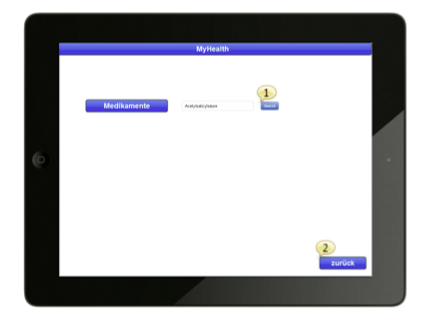 MyHealth
1
Medikamente
Acetylsalicylsäure
2
zurück